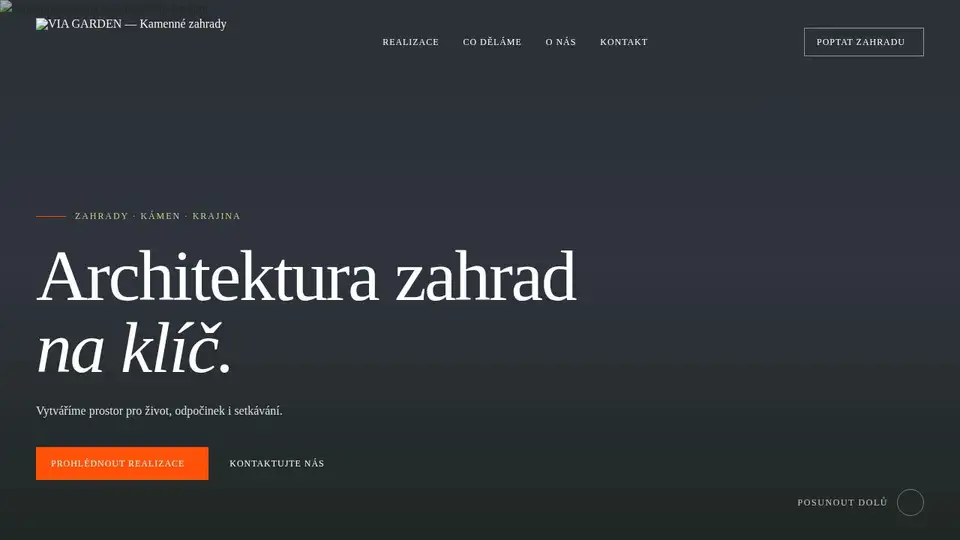 VIA GARDEN — Kamenné zahrady
REALIZACE
CO DĚLÁME
O NÁS
KONTAKT
POPTAT ZAHRADU
ZAHRADY · KÁMEN · KRAJINA
Architektura zahrad
na klíč.
Vytváříme prostor pro život, odpočinek i setkávání.
PROHLÉDNOUT REALIZACE
KONTAKTUJTE NÁS
POSUNOUT DOLŮ